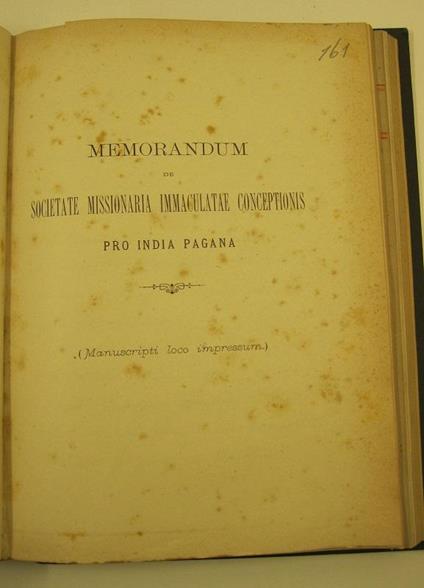 161
MEMORANDUM
DE
SOCIETATE MISSIONARIA IMMACULATAE CONCEPTIONIS
PRO INDIA PAGANA
(Manuscripti loco impressum.)